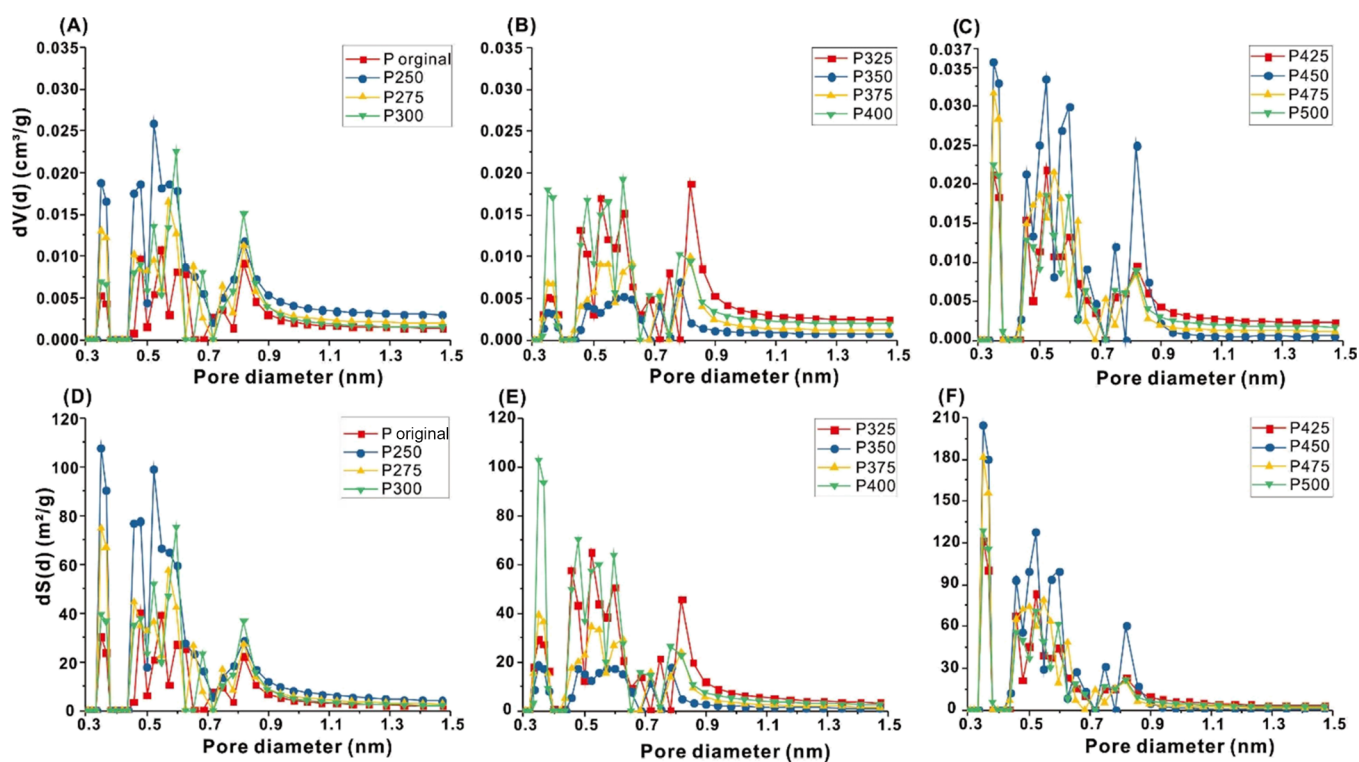 (A)
dV(d) (cm³/g)
0.035
0.030
0.025
0.020
0.015
0.010
0.005
0.000
P orginal
P250
P275
P300
0.3 0.5 0.7 0.9 1.1 1.3 1.5
Pore diameter (nm)
(B)
0.035
0.030
0.025
0.020
0.015
0.010
0.005
0.000
P325
P350
P375
P400
0.3 0.5 0.7 0.9 1.1 1.3 1.5
Pore diameter (nm)
(C)
0.037
0.035
0.030
0.025
0.020
0.015
0.010
0.005
0.000
P425
P450
P475
P500
0.3 0.5 0.7 0.9 1.1 1.3 1.5
Pore diameter (nm)
(D)
dS(d) (m²/g)
120
100
80
60
40
20
0
P original
P250
P275
P300
0.3 0.5 0.7 0.9 1.1 1.3 1.5
Pore diameter (nm)
(E)
120
100
80
60
40
20
0
P325
P350
P375
P400
0.3 0.5 0.7 0.9 1.1 1.3 1.5
Pore diameter (nm)
(F)
210
180
150
120
90
60
30
0
P425
P450
P475
P500
0.3 0.5 0.7 0.9 1.1 1.3 1.5
Pore diameter (nm)